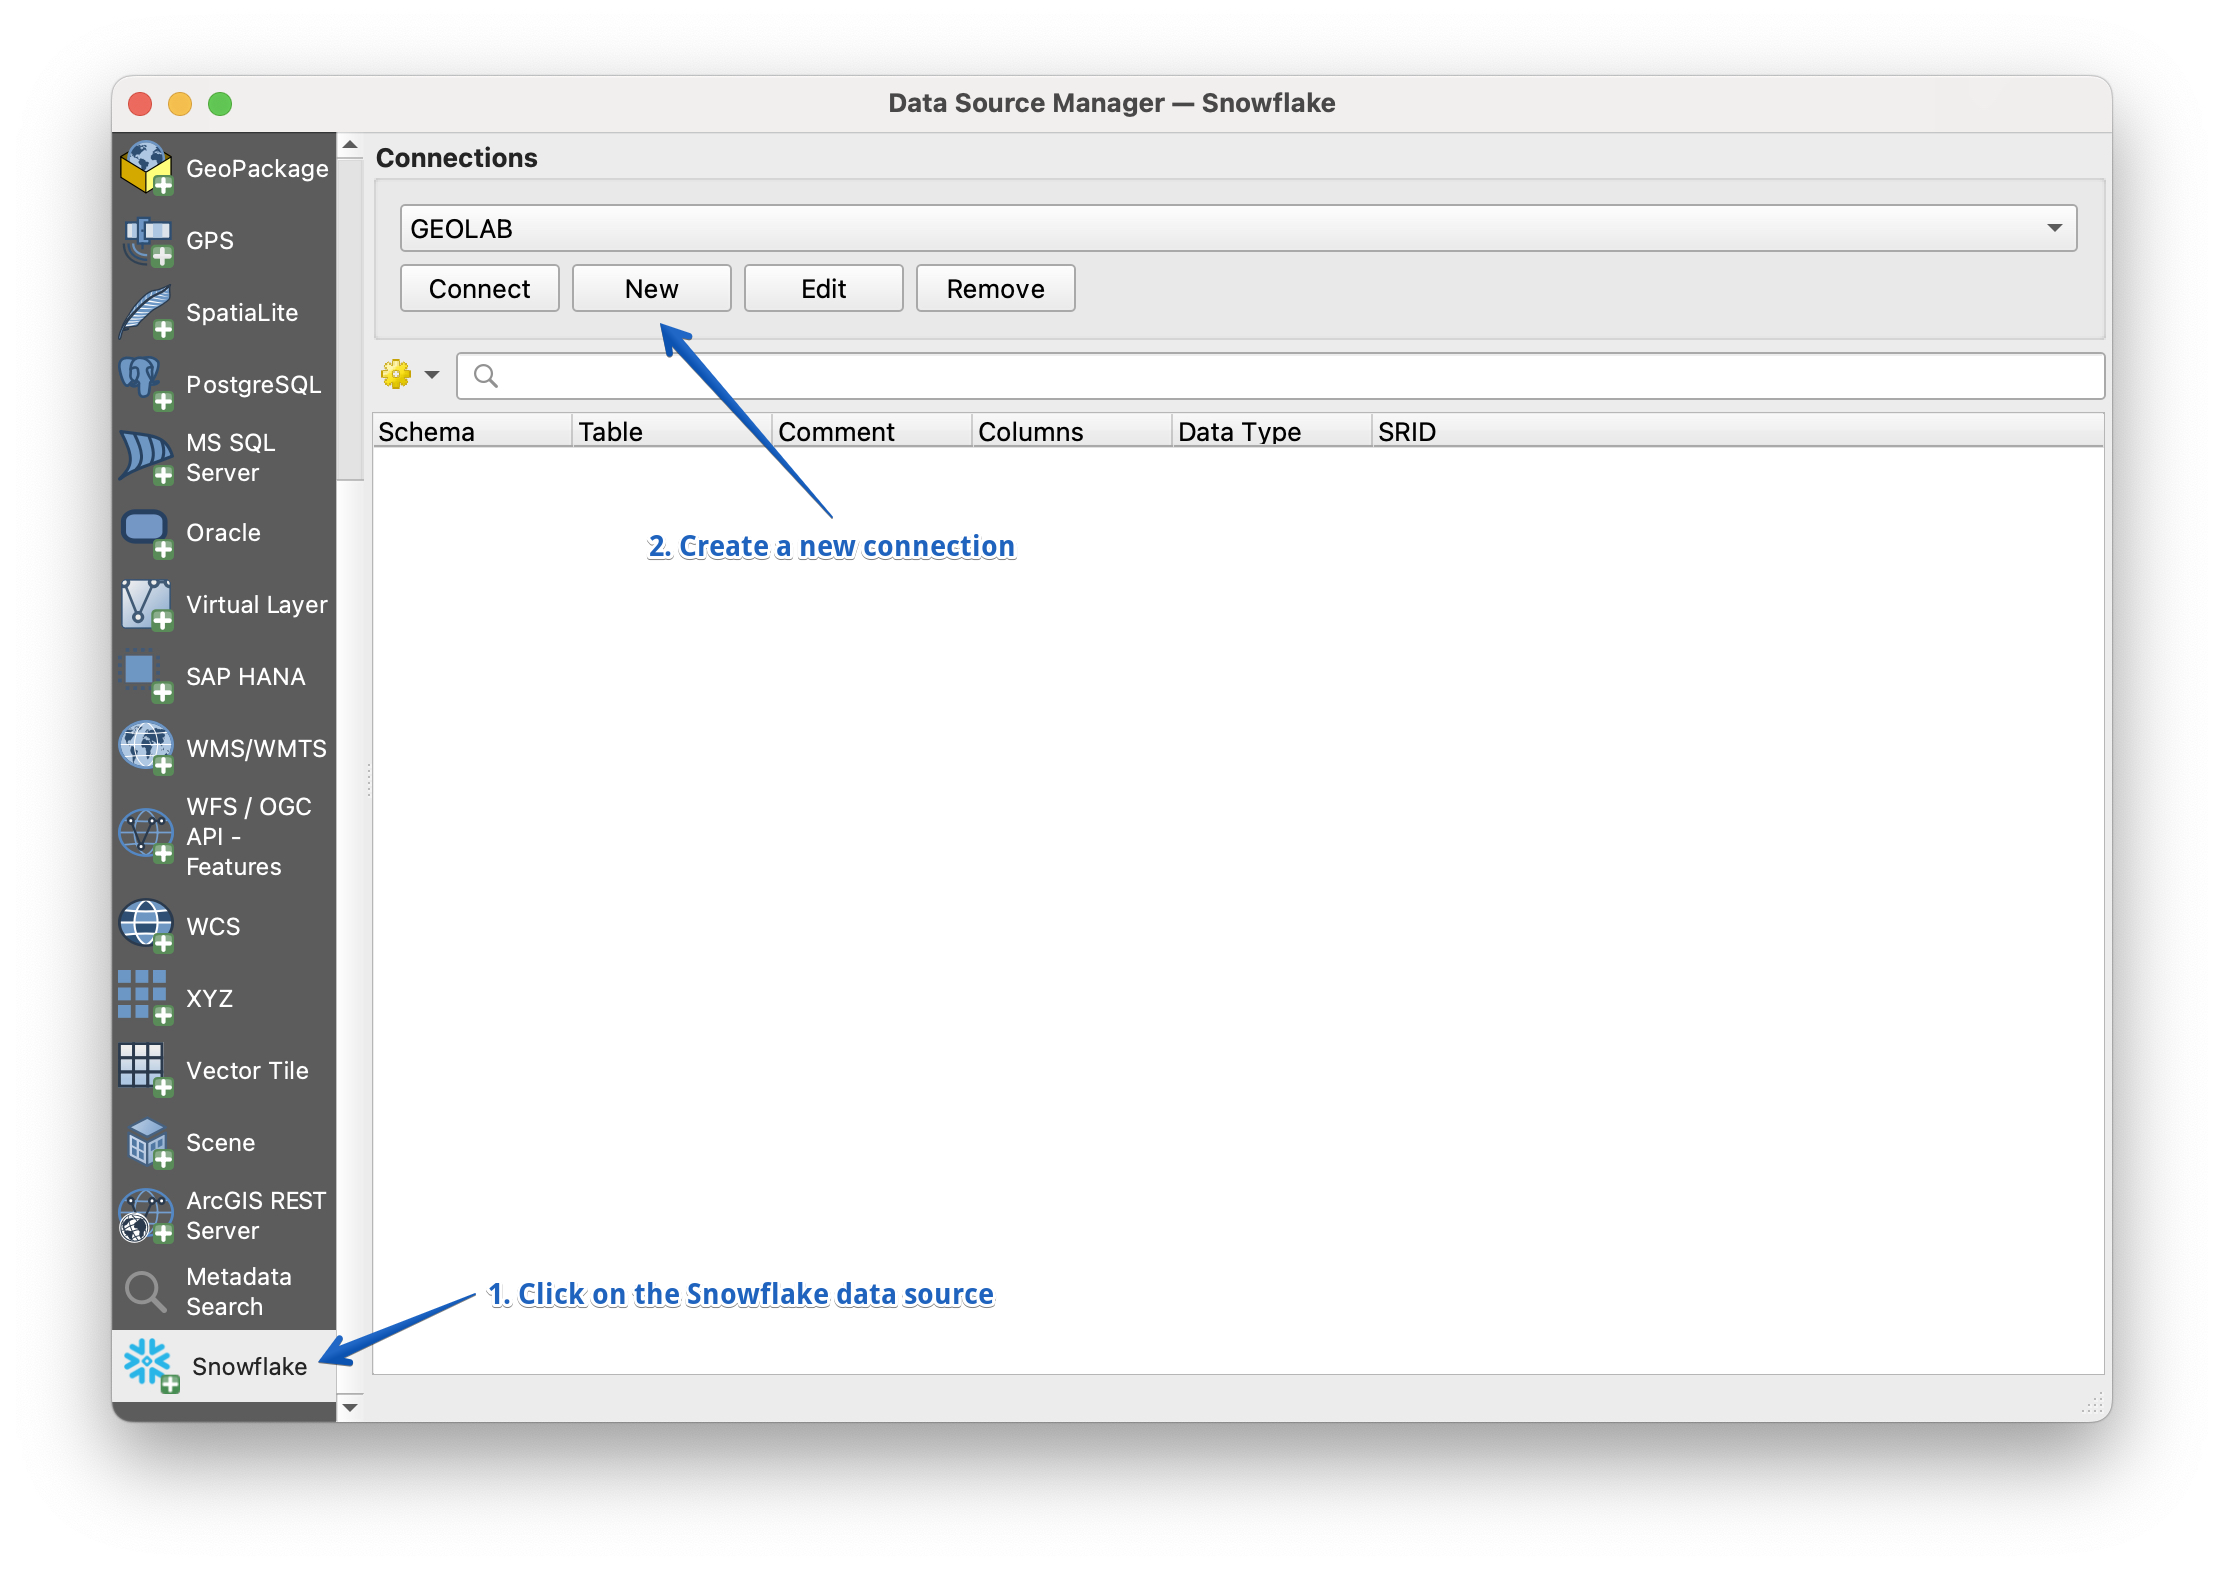 Data Source Manager — Snowflake
GeoPackage
GPS
SpatiaLite
PostgreSQL
MS SQL
Server
Oracle
Virtual Layer
SAP HANA
WMS/WMTS
WFS / OGC
API -
Features
WCS
XYZ
Vector Tile
Scene
ArcGIS REST
Server
Metadata
Search
Snowflake
Connections
GEOLAB
Connect New Edit Remove
Schema Table Comment Columns Data Type SRID
2. Create a new connection
1. Click on the Snowflake data source